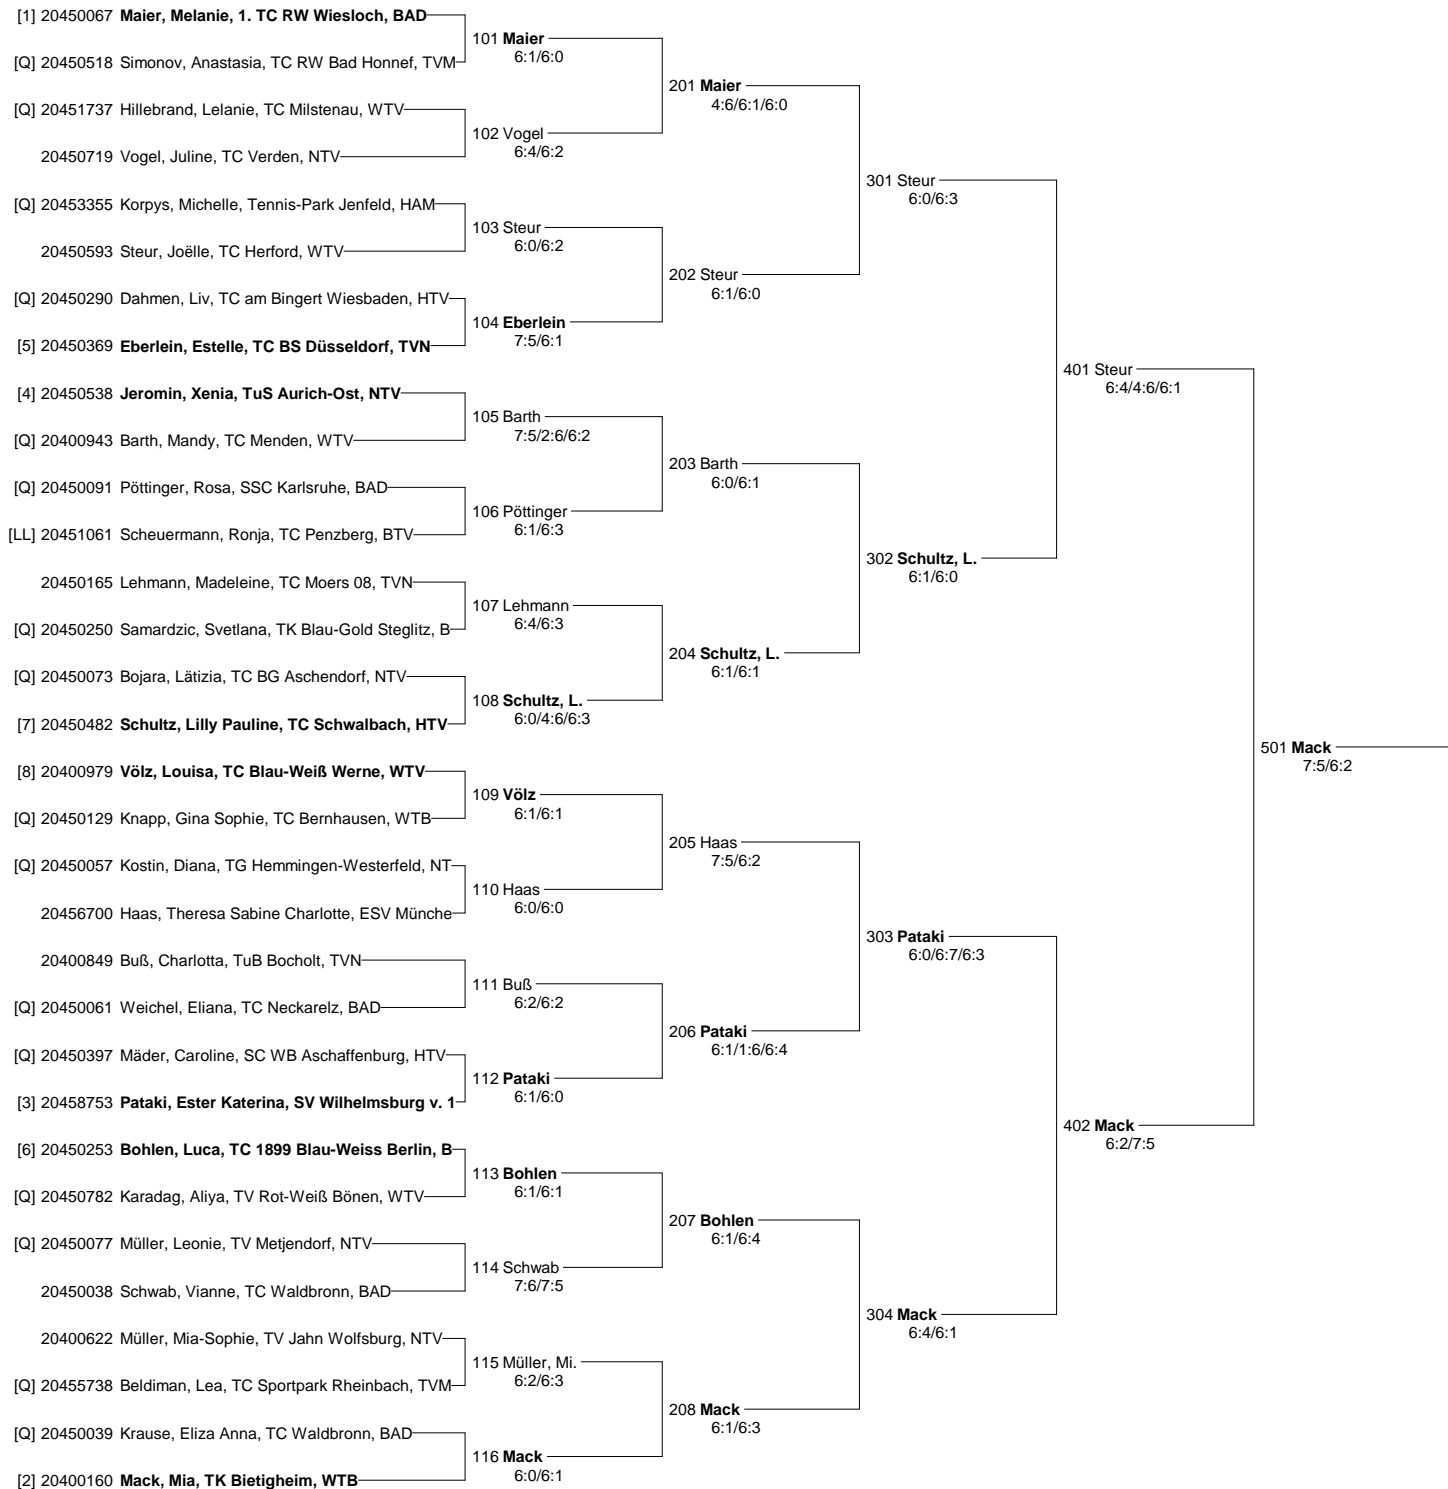 [1] 20450067 Maier, Melanie, 1. TC RW Wiesloch, BAD
101 Maier
6:1/6:0
[Q] 20450518 Simonov, Anastasia, TC RW Bad Honnef, TVM
201 Maier
4:6/6:1/6:0
[Q] 20451737 Hillebrand, Lelanie, TC Milstenau, WTV
102 Vogel
6:4/6:2
20450719 Vogel, Juline, TC Verden, NTV
301 Steur
6:0/6:3
[Q] 20453355 Korpys, Michelle, Tennis-Park Jenfeld, HAM
103 Steur
6:0/6:2
20450593 Steur, Joëlle, TC Herford, WTV
202 Steur
6:1/6:0
[Q] 20450290 Dahmen, Liv, TC am Bingert Wiesbaden, HTV
104 Eberlein
7:5/6:1
[5] 20450369 Eberlein, Estelle, TC BS Düsseldorf, TVN
401 Steur
6:4/4:6/6:1
[4] 20450538 Jeromin, Xenia, TuS Aurich-Ost, NTV
105 Barth
7:5/2:6/6:2
[Q] 20400943 Barth, Mandy, TC Menden, WTV
203 Barth
6:0/6:1
[Q] 20450091 Pöttinger, Rosa, SSC Karlsruhe, BAD
106 Pöttinger
6:1/6:3
[LL] 20451061 Scheuermann, Ronja, TC Penzberg, BTV
302 Schultz, L.
6:1/6:0
20450165 Lehmann, Madeleine, TC Moers 08, TVN
107 Lehmann
6:4/6:3
[Q] 20450250 Samardzic, Svetlana, TK Blau-Gold Steglitz, B
204 Schultz, L.
6:1/6:1
[Q] 20450073 Bojara, Lätizia, TC BG Aschendorf, NTV
108 Schultz, L.
6:0/4:6/6:3
[7] 20450482 Schultz, Lilly Pauline, TC Schwalbach, HTV
501 Mack
7:5/6:2
[8] 20400979 Völz, Louisa, TC Blau-Weiß Werne, WTV
109 Völz
6:1/6:1
[Q] 20450129 Knapp, Gina Sophie, TC Bernhausen, WTB
205 Haas
7:5/6:2
[Q] 20450057 Kostin, Diana, TG Hemmingen-Westerfeld, NT
110 Haas
6:0/6:0
20456700 Haas, Theresa Sabine Charlotte, ESV Münche
303 Pataki
6:0/6:7/6:3
20400849 Buß, Charlotta, TuB Bocholt, TVN
111 Buß
6:2/6:2
[Q] 20450061 Weichel, Eliana, TC Neckarelz, BAD
206 Pataki
6:1/1:6/6:4
[Q] 20450397 Mäder, Caroline, SC WB Aschaffenburg, HTV
112 Pataki
6:1/6:0
[3] 20458753 Pataki, Ester Katerina, SV Wilhelmsburg v. 1
402 Mack
6:2/7:5
[6] 20450253 Bohlen, Luca, TC 1899 Blau-Weiss Berlin, B
113 Bohlen
6:1/6:1
[Q] 20450782 Karadag, Aliya, TV Rot-Weiß Bönen, WTV
207 Bohlen
6:1/6:4
[Q] 20450077 Müller, Leonie, TV Metjendorf, NTV
114 Schwab
7:6/7:5
20450038 Schwab, Vianne, TC Waldbronn, BAD
304 Mack
6:4/6:1
20400622 Müller, Mia-Sophie, TV Jahn Wolfsburg, NTV
115 Müller, Mi.
6:2/6:3
[Q] 20455738 Beldiman, Lea, TC Sportpark Rheinbach, TVM
208 Mack
6:1/6:3
[Q] 20450039 Krause, Eliza Anna, TC Waldbronn, BAD
116 Mack
6:0/6:1
[2] 20400160 Mack, Mia, TK Bietigheim, WTB